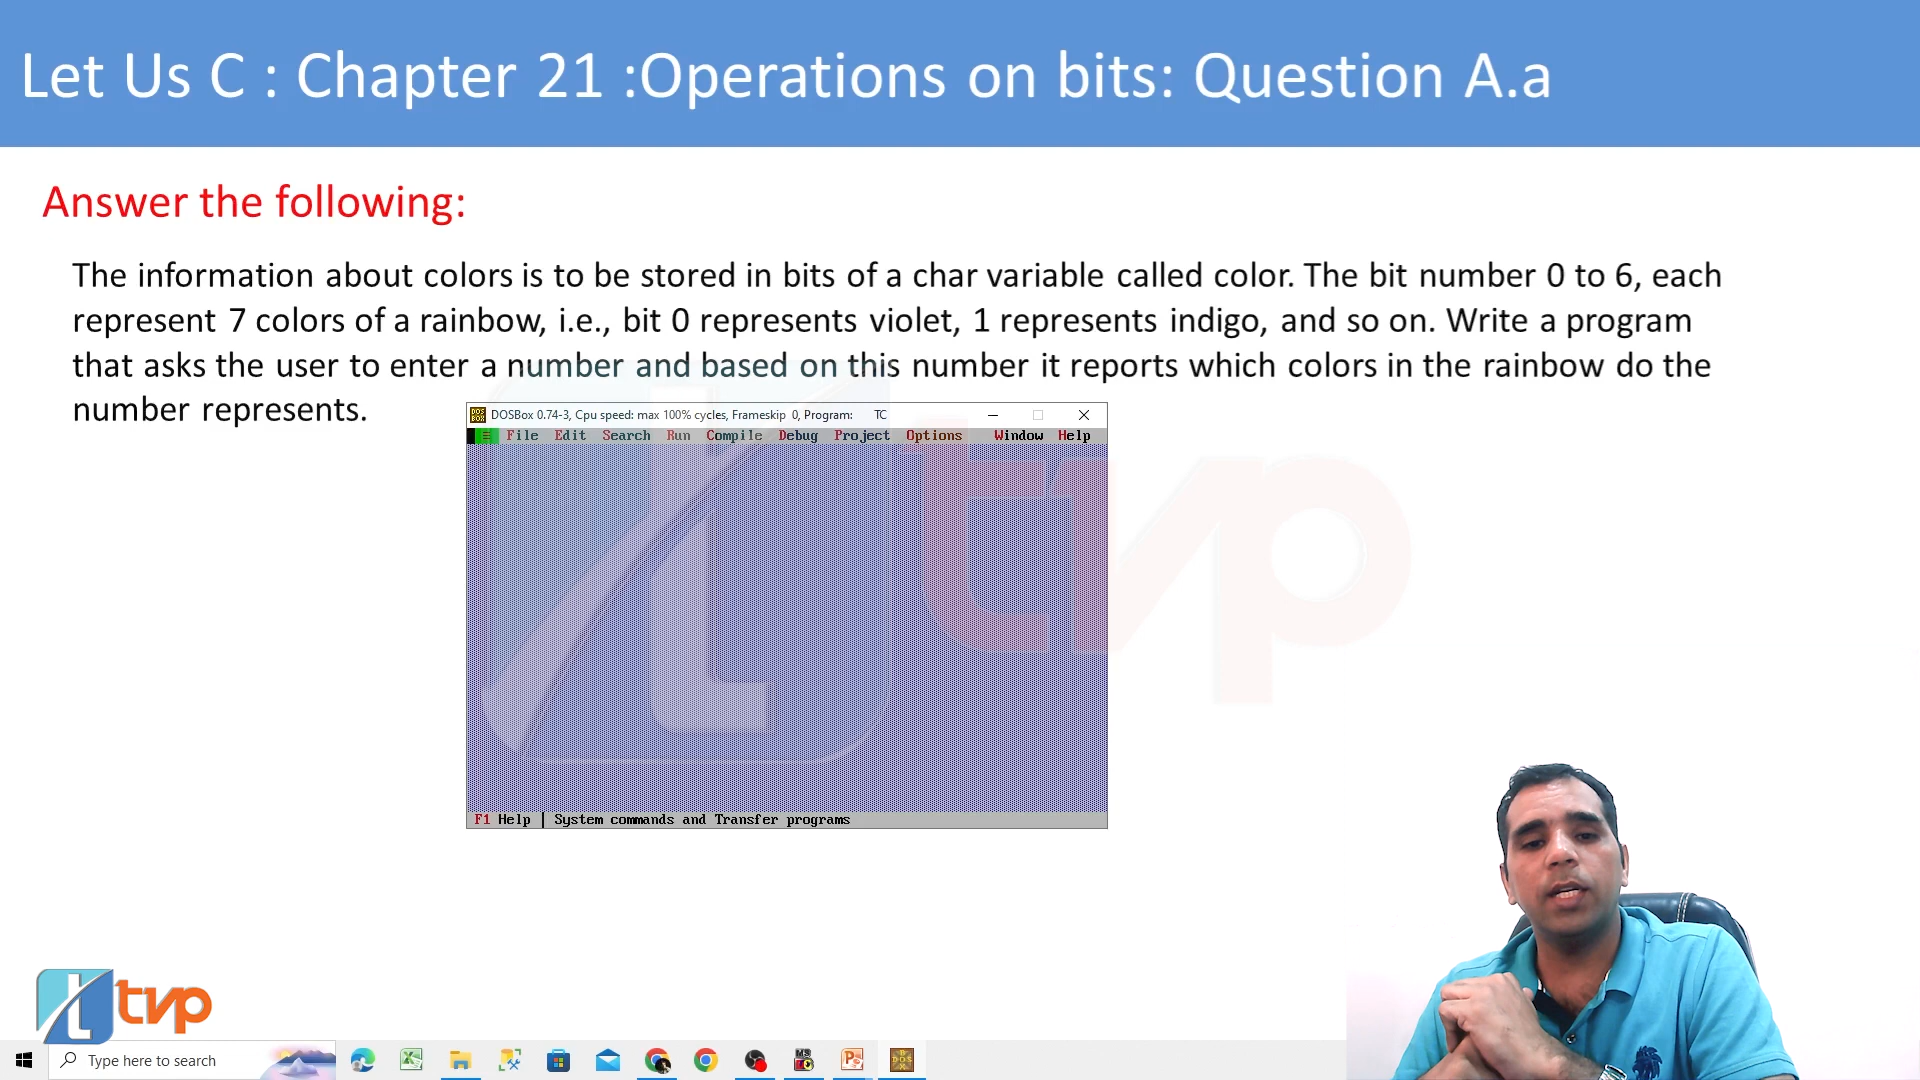 Let Us C : Chapter 21 :Operations on bits: Question A.a
Answer the following:
The information about colors is to be stored in bits of a char variable called color. The bit number 0 to 6, each
represent 7 colors of a rainbow, i.e., bit 0 represents violet, 1 represents indigo, and so on. Write a program
that asks the user to enter a number and based on this number it reports which colors in the rainbow do the
number represents.
DOSBox 0.74-3, Cpu speed: max 100% cycles, Frameskip 0, Program: TC
File Edit Search Run Compile Debug Project Options Window Help
tvp
F1 Help | System commands and Transfer programs
tvp
Type here to search